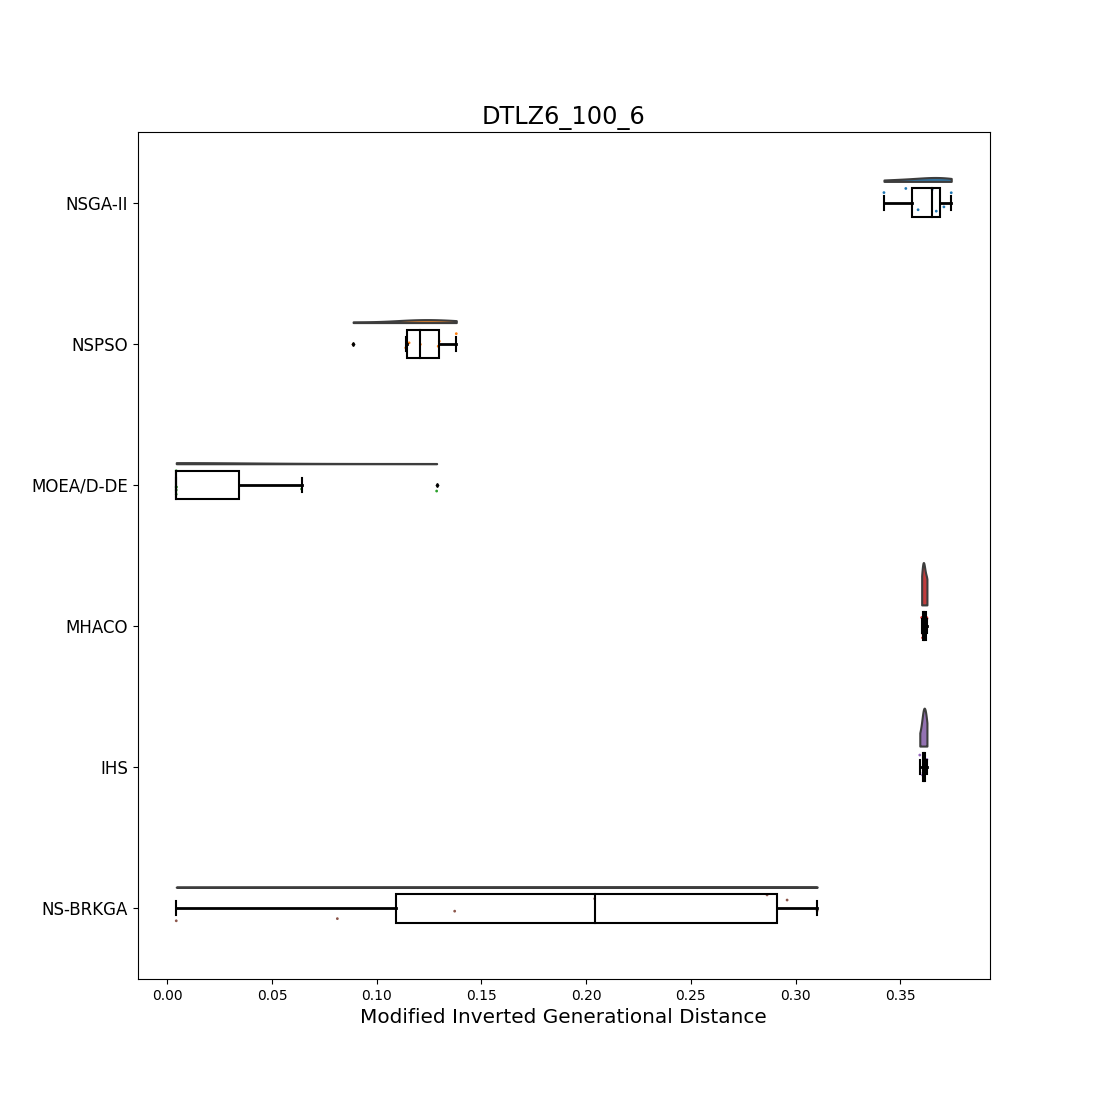 DTLZ6_100_6
NSGA-II
NSPSO
MOEA/D-DE
MHACO
IHS
NS-BRKGA
0.00 0.05 0.10 0.15 0.20 0.25 0.30 0.35
Modified Inverted Generational Distance